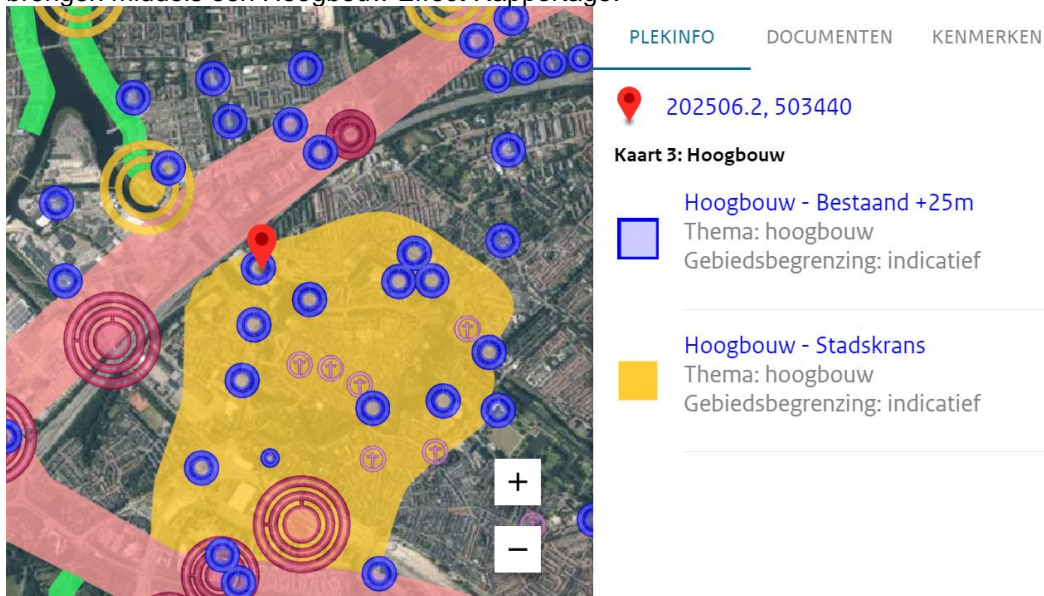 brengen middels een Hoogbouw Effect Rapportage.
PLEKINFO DOCUMENTEN KENMERKEN
202506.2, 503440
Kaart 3: Hoogbouw
Hoogbouw - Bestaand +25m
Thema: hoogbouw
Gebiedsbegrenzing: indicatief
Hoogbouw - Stadskrans
Thema: hoogbouw
Gebiedsbegrenzing: indicatief
+
−